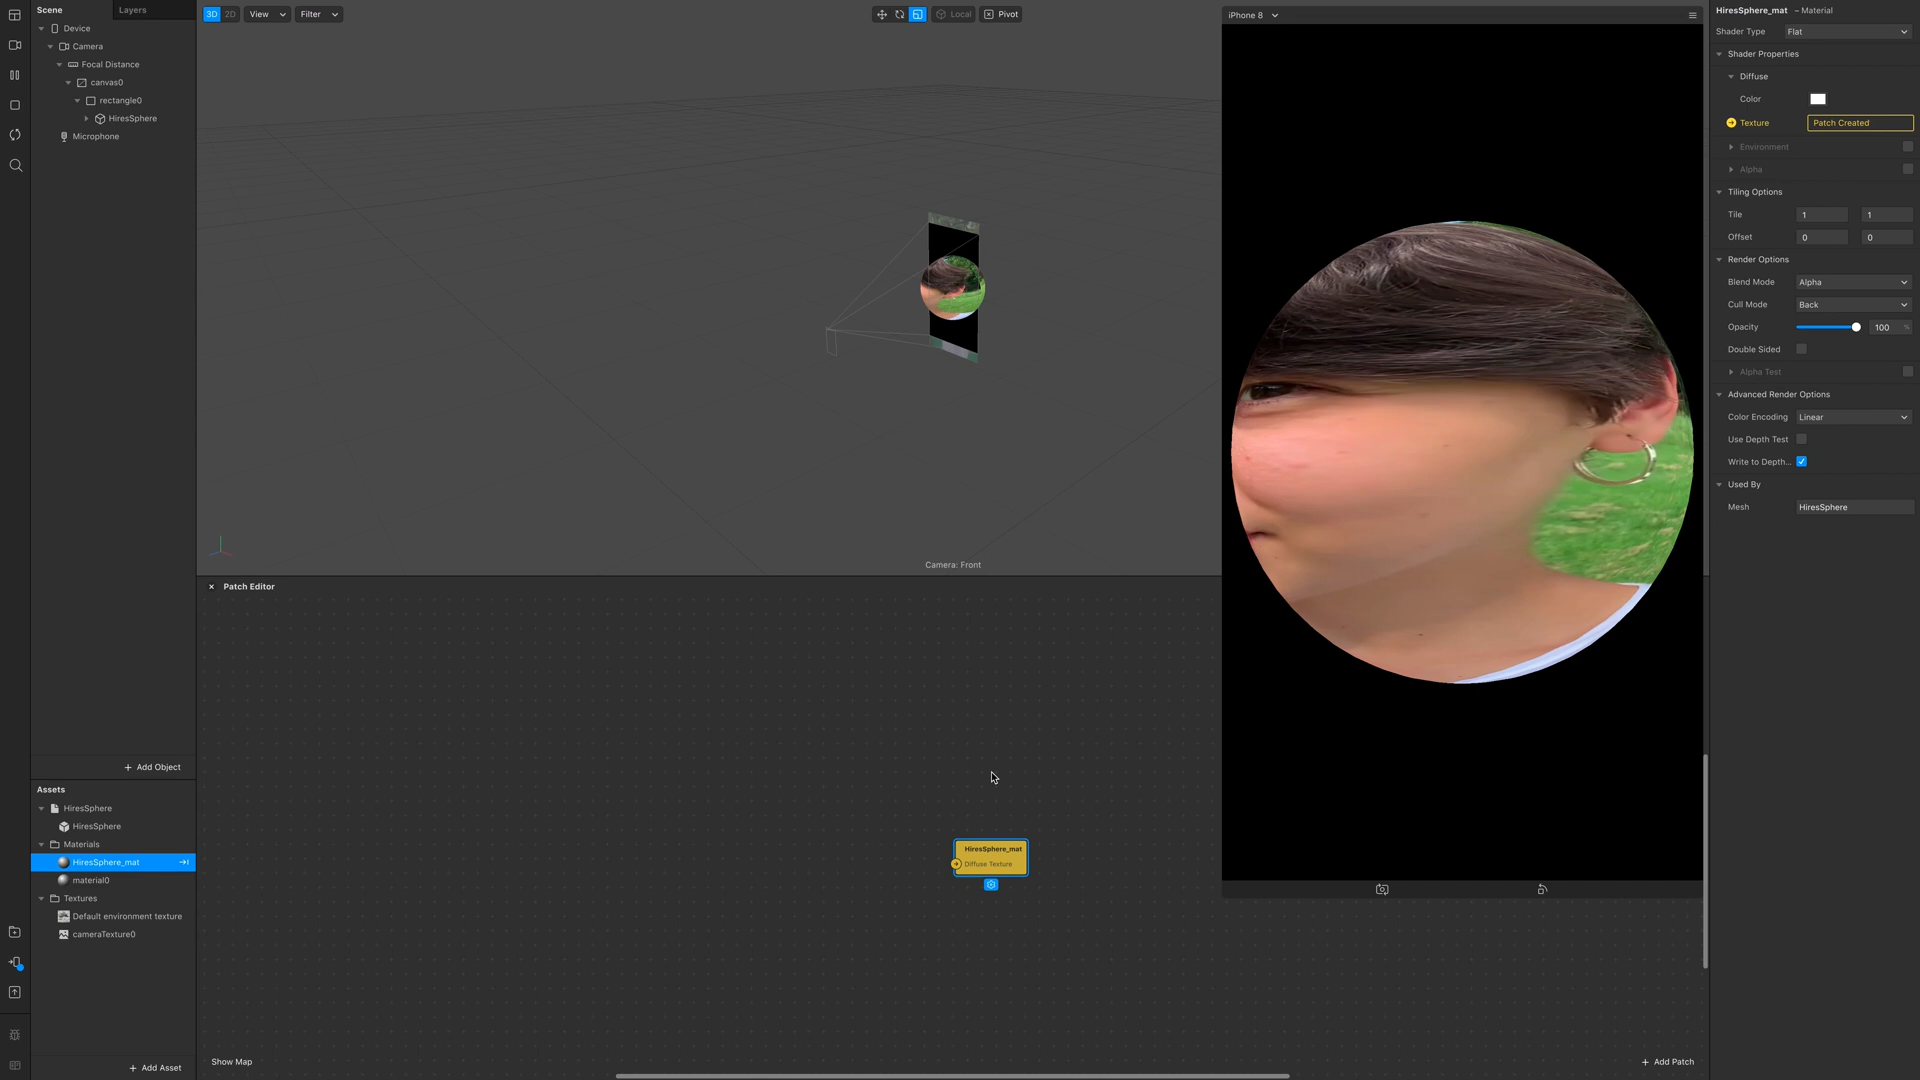 Scene
Layers
Device
Camera
Focal Distance
canvas0
rectangle0
HiresSphere
Microphone
Add Object
Assets
HiresSphere
HiresSphere
Materials
HiresSphere_mat
material0
Textures
Default environment texture
cameraTexture0
Add Asset
3D 2D View Filter
Local Pivot
Camera: Front
Patch Editor
HiresSphere_mat
Diffuse Texture
Show Map
Add Patch
iPhone 8
HiresSphere_mat – Material
Shader Type Flat
Shader Properties
Diffuse
Color
Texture Patch Created
Environment
Alpha
Tiling Options
Tile 1 1
Offset 0 0
Render Options
Blend Mode Alpha
Cull Mode Back
Opacity 100 %
Double Sided
Alpha Test
Advanced Render Options
Color Encoding Linear
Use Depth Test
Write to Depth...
Used By
Mesh HiresSphere